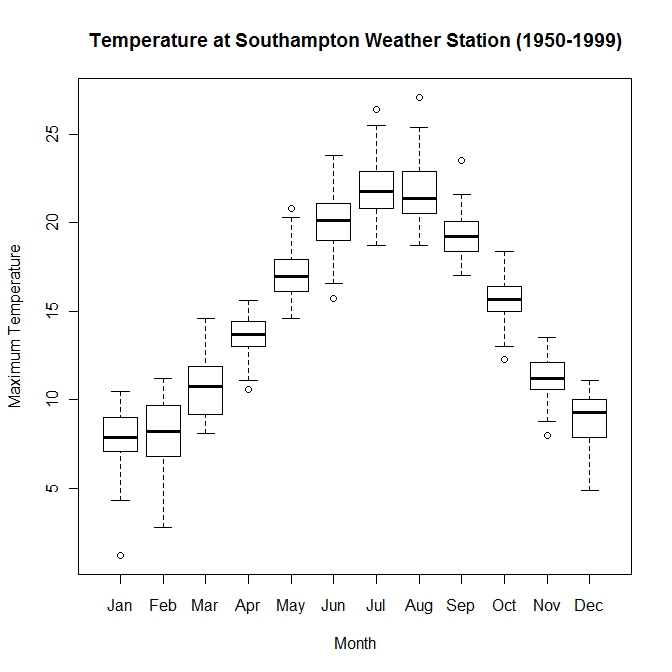 Temperature at Southampton Weather Station (1950-1999)
Maximum Temperature
25
20
15
10
5
Jan Feb Mar Apr May Jun Jul Aug Sep Oct Nov Dec
Month